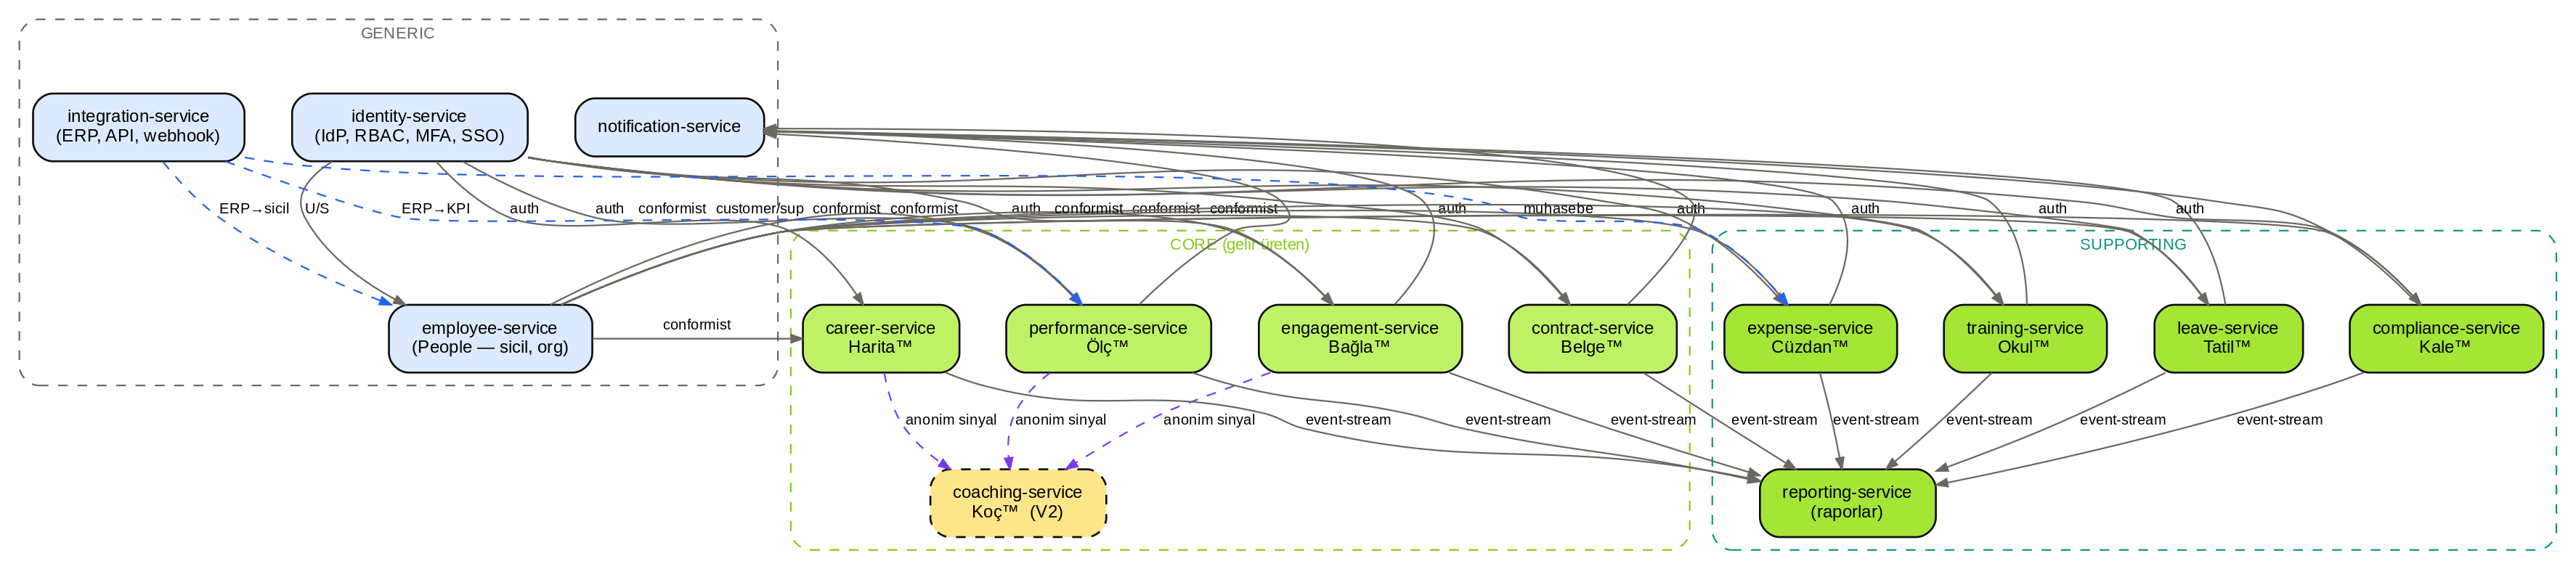 GENERIC
integration-service
(ERP, API, webhook)
identity-service
(IdP, RBAC, MFA, SSO)
notification-service
ERP→sicil
U/S
ERP→KPI
auth
auth
conformist
customer/sup
conformist
conformist
auth
conformist
conformist
conformist
auth
muhasebe
auth
auth
auth
auth
CORE (gelir üreten)
SUPPORTING
employee-service
(People — sicil, org)
conformist
career-service
Harita™
performance-service
Ölç™
engagement-service
Bağla™
contract-service
Belge™
expense-service
Cüzdan™
training-service
Okul™
leave-service
Tatil™
compliance-service
Kale™
anonim sinyal
anonim sinyal
anonim sinyal
event-stream
event-stream
event-stream
event-stream
event-stream
event-stream
event-stream
event-stream
coaching-service
Koç™ (V2)
reporting-service
(raporlar)